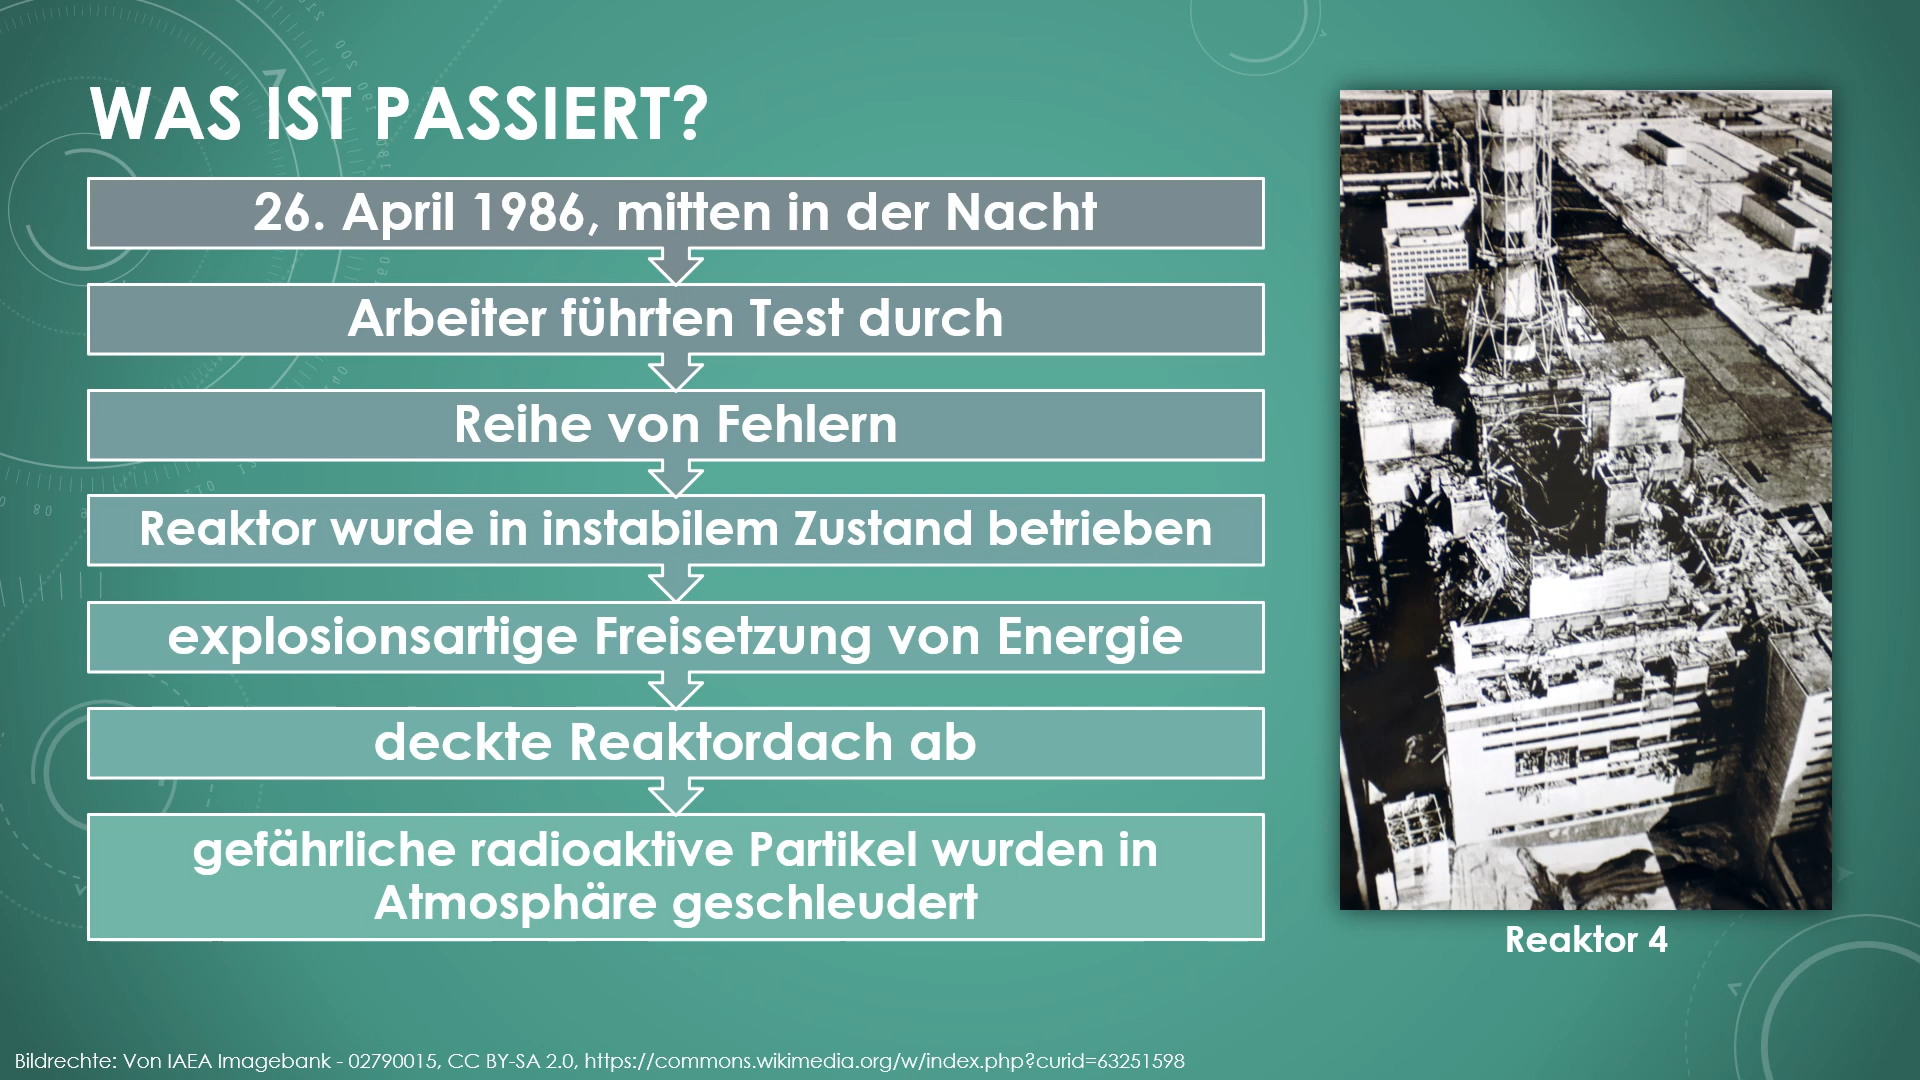 WAS IST PASSIERT?
26. April 1986, mitten in der Nacht
Arbeiter führten Test durch
Reihe von Fehlern
Reaktor wurde in instabilem Zustand betrieben
explosionsartige Freisetzung von Energie
deckte Reaktordach ab
gefährliche radioaktive Partikel wurden in
Atmosphäre geschleudert
Reaktor 4
Bildrechte: Von IAEA Imagebank - 02790015, CC BY-SA 2.0, https://commons.wikimedia.org/w/index.php?curid=63251598